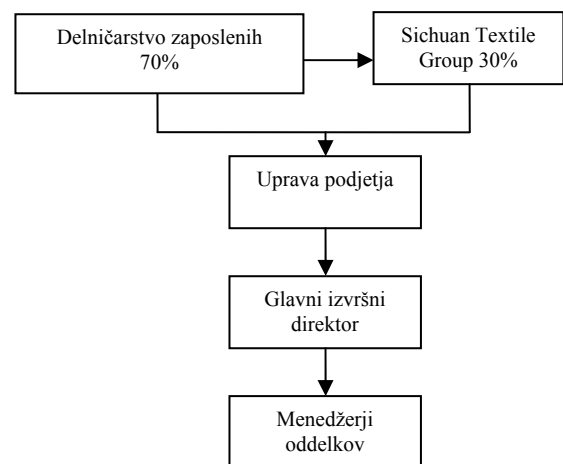 Delničarstvo zaposlenih
70%
Sichuan Textile
Group 30%
Uprava podjetja
Glavni izvršni
direktor
Menedžerji
oddelkov